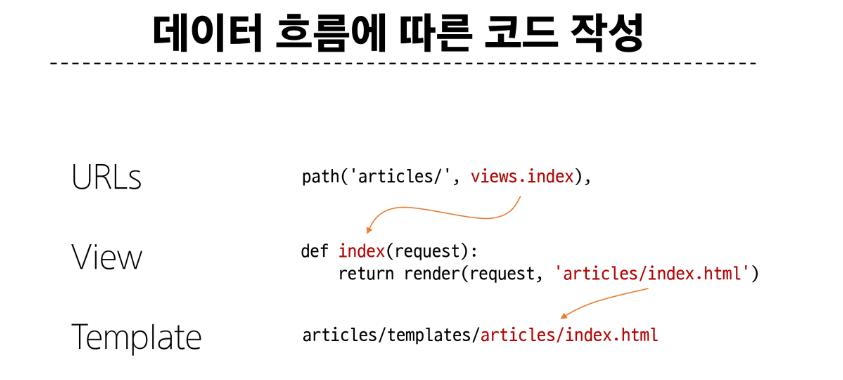 데이터 흐름에 따른 코드 작성
URLs
path('articles/', views.index),
View
def index(request):
    return render(request, 'articles/index.html')
Template
articles/templates/articles/index.html